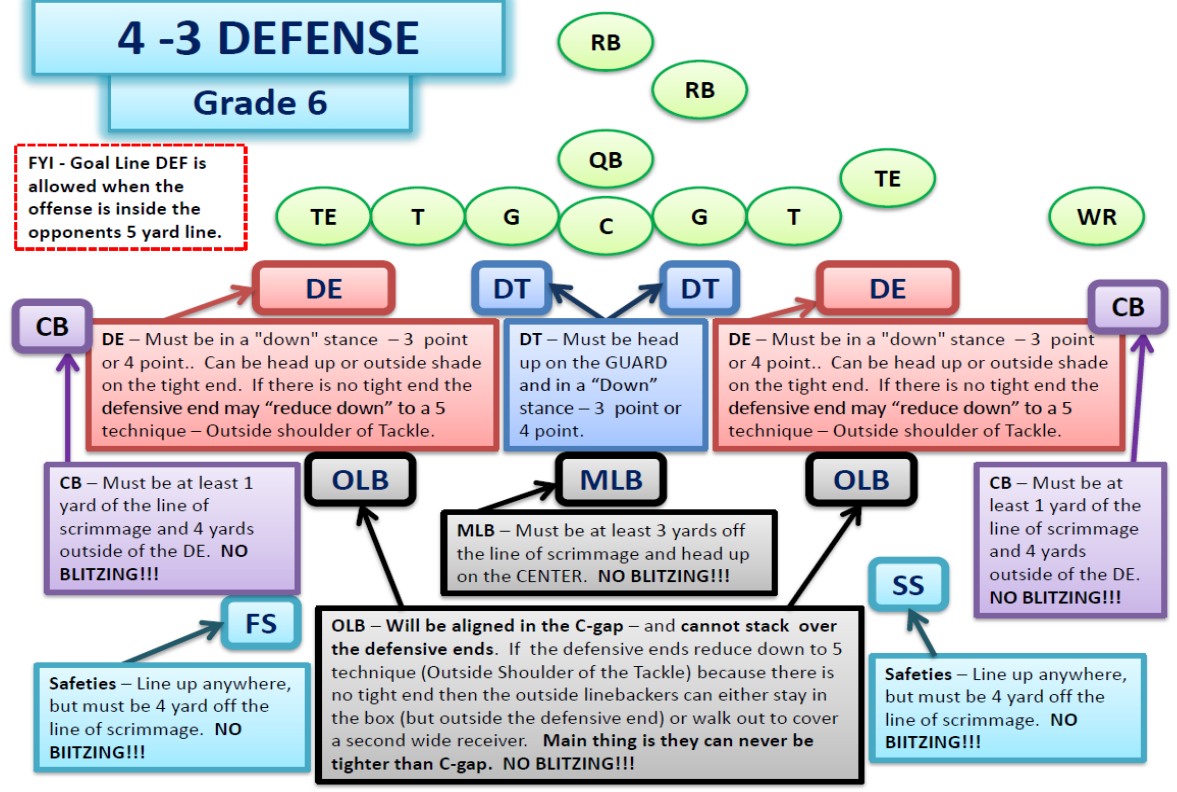 4 -3 DEFENSE
Grade 6
RB
RB
QB
TE
TE
T
G
C
G
T
WR
FYI - Goal Line DEF is
allowed when the
offense is inside the
opponents 5 yard line.
DE
DT
DT
DE
CB
CB
DE – Must be in a "down" stance – 3 point
or 4 point.. Can be head up or outside shade
on the tight end. If there is no tight end the
defensive end may “reduce down” to a 5
technique – Outside shoulder of Tackle.
DT – Must be head
up on the GUARD
and in a “Down”
stance – 3 point or
4 point.
DE – Must be in a "down" stance – 3 point
or 4 point.. Can be head up or outside shade
on the tight end. If there is no tight end the
defensive end may “reduce down” to a 5
technique – Outside shoulder of Tackle.
OLB
MLB
OLB
CB – Must be at least 1
yard of the line of
scrimmage and 4 yards
outside of the DE. NO
BLITZING!!!
MLB – Must be at least 3 yards off
the line of scrimmage and head up
on the CENTER. NO BLITZING!!!
CB – Must be at
least 1 yard of the
line of scrimmage
and 4 yards
outside of the DE.
NO BLITZING!!!
FS
SS
OLB – Will be aligned in the C-gap – and cannot stack over
the defensive ends. If the defensive ends reduce down to 5
technique (Outside Shoulder of the Tackle) because there is
no tight end then the outside linebackers can either stay in
the box (but outside the defensive end) or walk out to cover
a second wide receiver. Main thing is they can never be
tighter than C-gap. NO BLITZING!!!
Safeties – Line up anywhere,
but must be 4 yard off the
line of scrimmage. NO
BIITZING!!!
Safeties – Line up anywhere,
but must be 4 yard off the
line of scrimmage. NO
BIITZING!!!